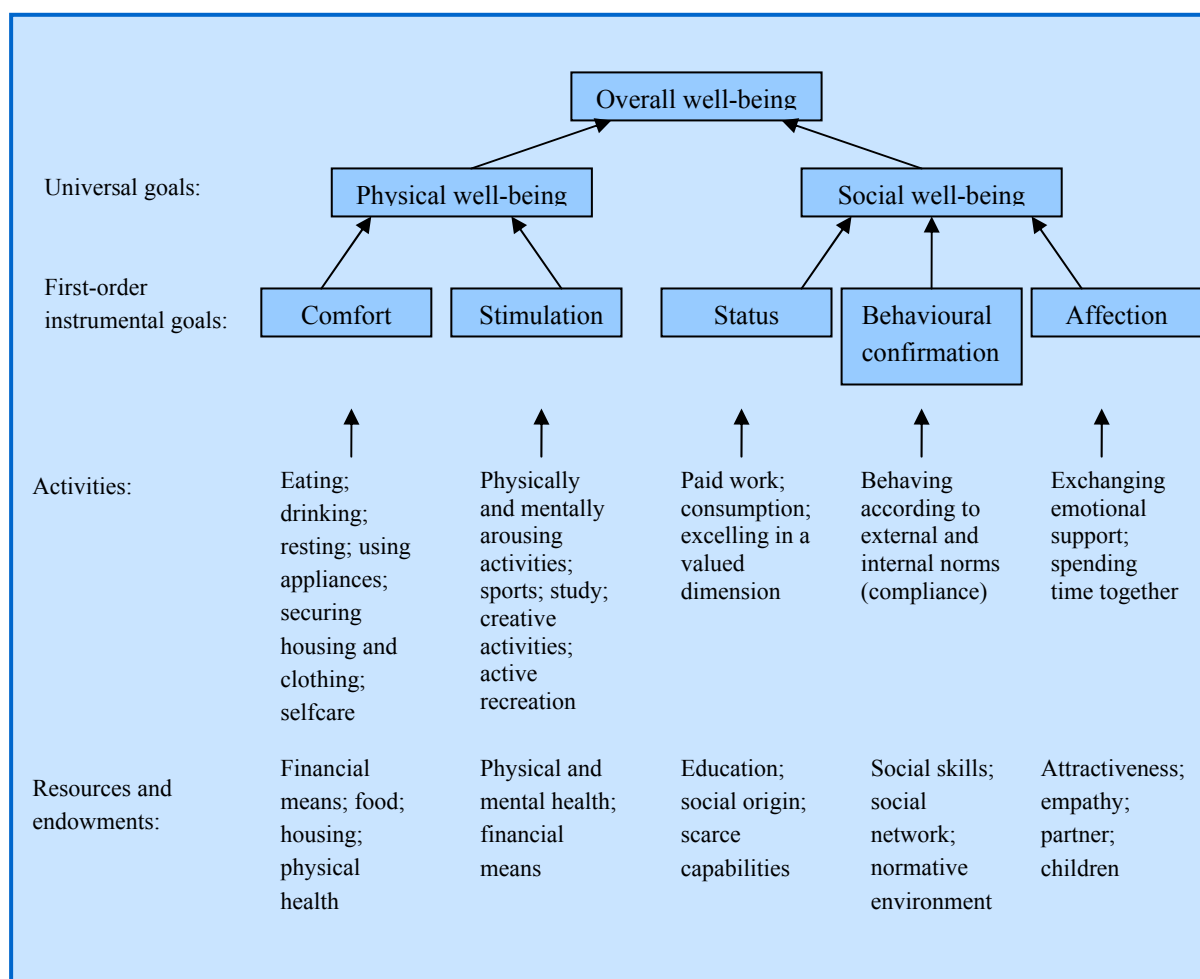 Overall well-being
Universal goals:
Physical well-being
Social well-being
First-order
instrumental goals:
Comfort
Stimulation
Status
Behavioural
confirmation
Affection
Activities:
Eating;
drinking;
resting; using
appliances;
securing
housing and
clothing;
selfcare
Physically
and mentally
arousing
activities;
sports; study;
creative
activities;
active
recreation
Paid work;
consumption;
excelling in a
valued
dimension
Behaving
according to
external and
internal norms
(compliance)
Exchanging
emotional
support;
spending
time together
Resources and
endowments:
Financial
means; food;
housing;
physical
health
Physical and
mental health;
financial
means
Education;
social origin;
scarce
capabilities
Social skills;
social
network;
normative
environment
Attractiveness;
empathy;
partner;
children